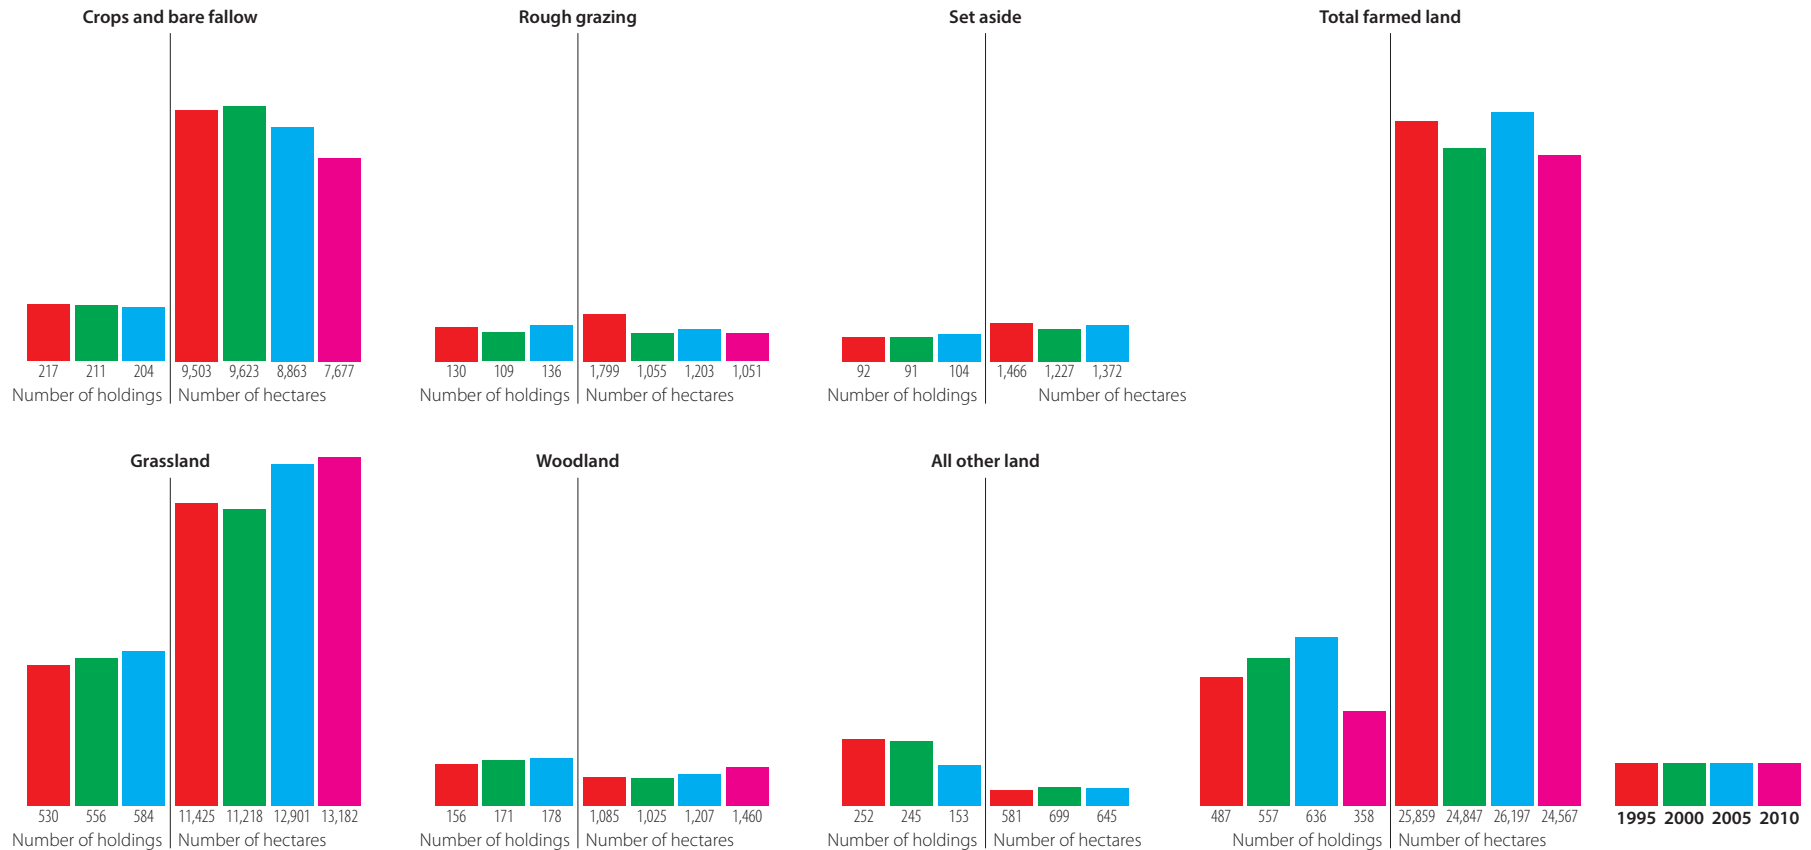 Crops and bare fallow
217 211 204 9,503 9,623 8,863 7,677
Number of holdings Number of hectares
Rough grazing
130 109 136 1,799 1,055 1,203 1,051
Number of holdings Number of hectares
Set aside
92 91 104 1,466 1,227 1,372
Number of holdings Number of hectares
Grassland
530 556 584 11,425 11,218 12,901 13,182
Number of holdings Number of hectares
Woodland
156 171 178 1,085 1,025 1,207 1,460
Number of holdings Number of hectares
All other land
252 245 153 581 699 645
Number of holdings Number of hectares
Total farmed land
487 557 636 358 25,859 24,847 26,197 24,567
Number of holdings Number of hectares
1995 2000 2005 2010